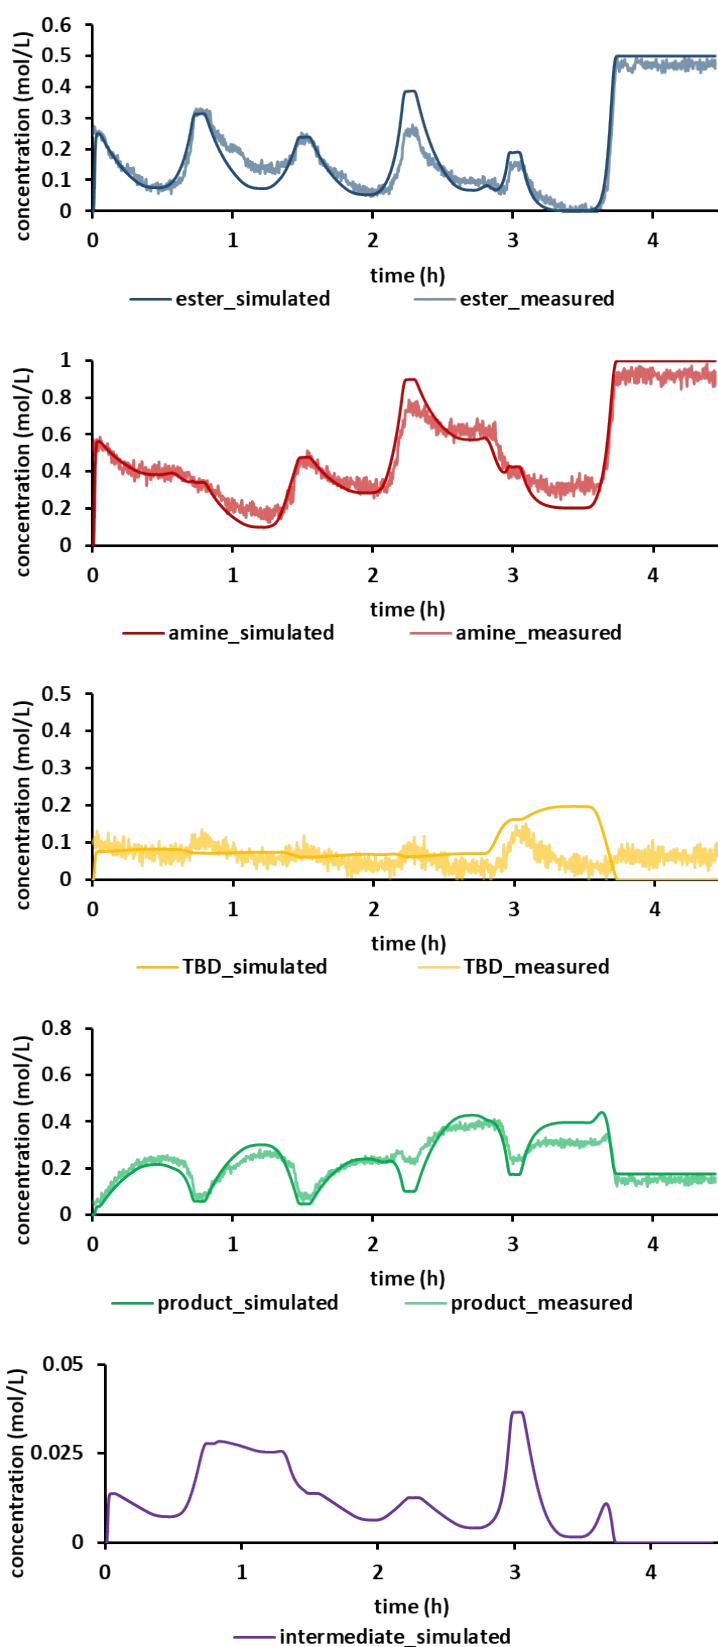 concentration (mol/L)
0.6
0.5
0.4
0.3
0.2
0.1
0
0 1 2 3 4
time (h)
ester_simulated ester_measured
concentration (mol/L)
1
0.8
0.6
0.4
0.2
0
0 1 2 3 4
time (h)
amine_simulated amine_measured
concentration (mol/L)
0.5
0.4
0.3
0.2
0.1
0
0 1 2 3 4
time (h)
TBD_simulated TBD_measured
concentration (mol/L)
0.8
0.6
0.4
0.2
0
0 1 2 3 4
time (h)
product_simulated product_measured
concentration (mol/L)
0.05
0.025
0
0 1 2 3 4
time (h)
intermediate_simulated